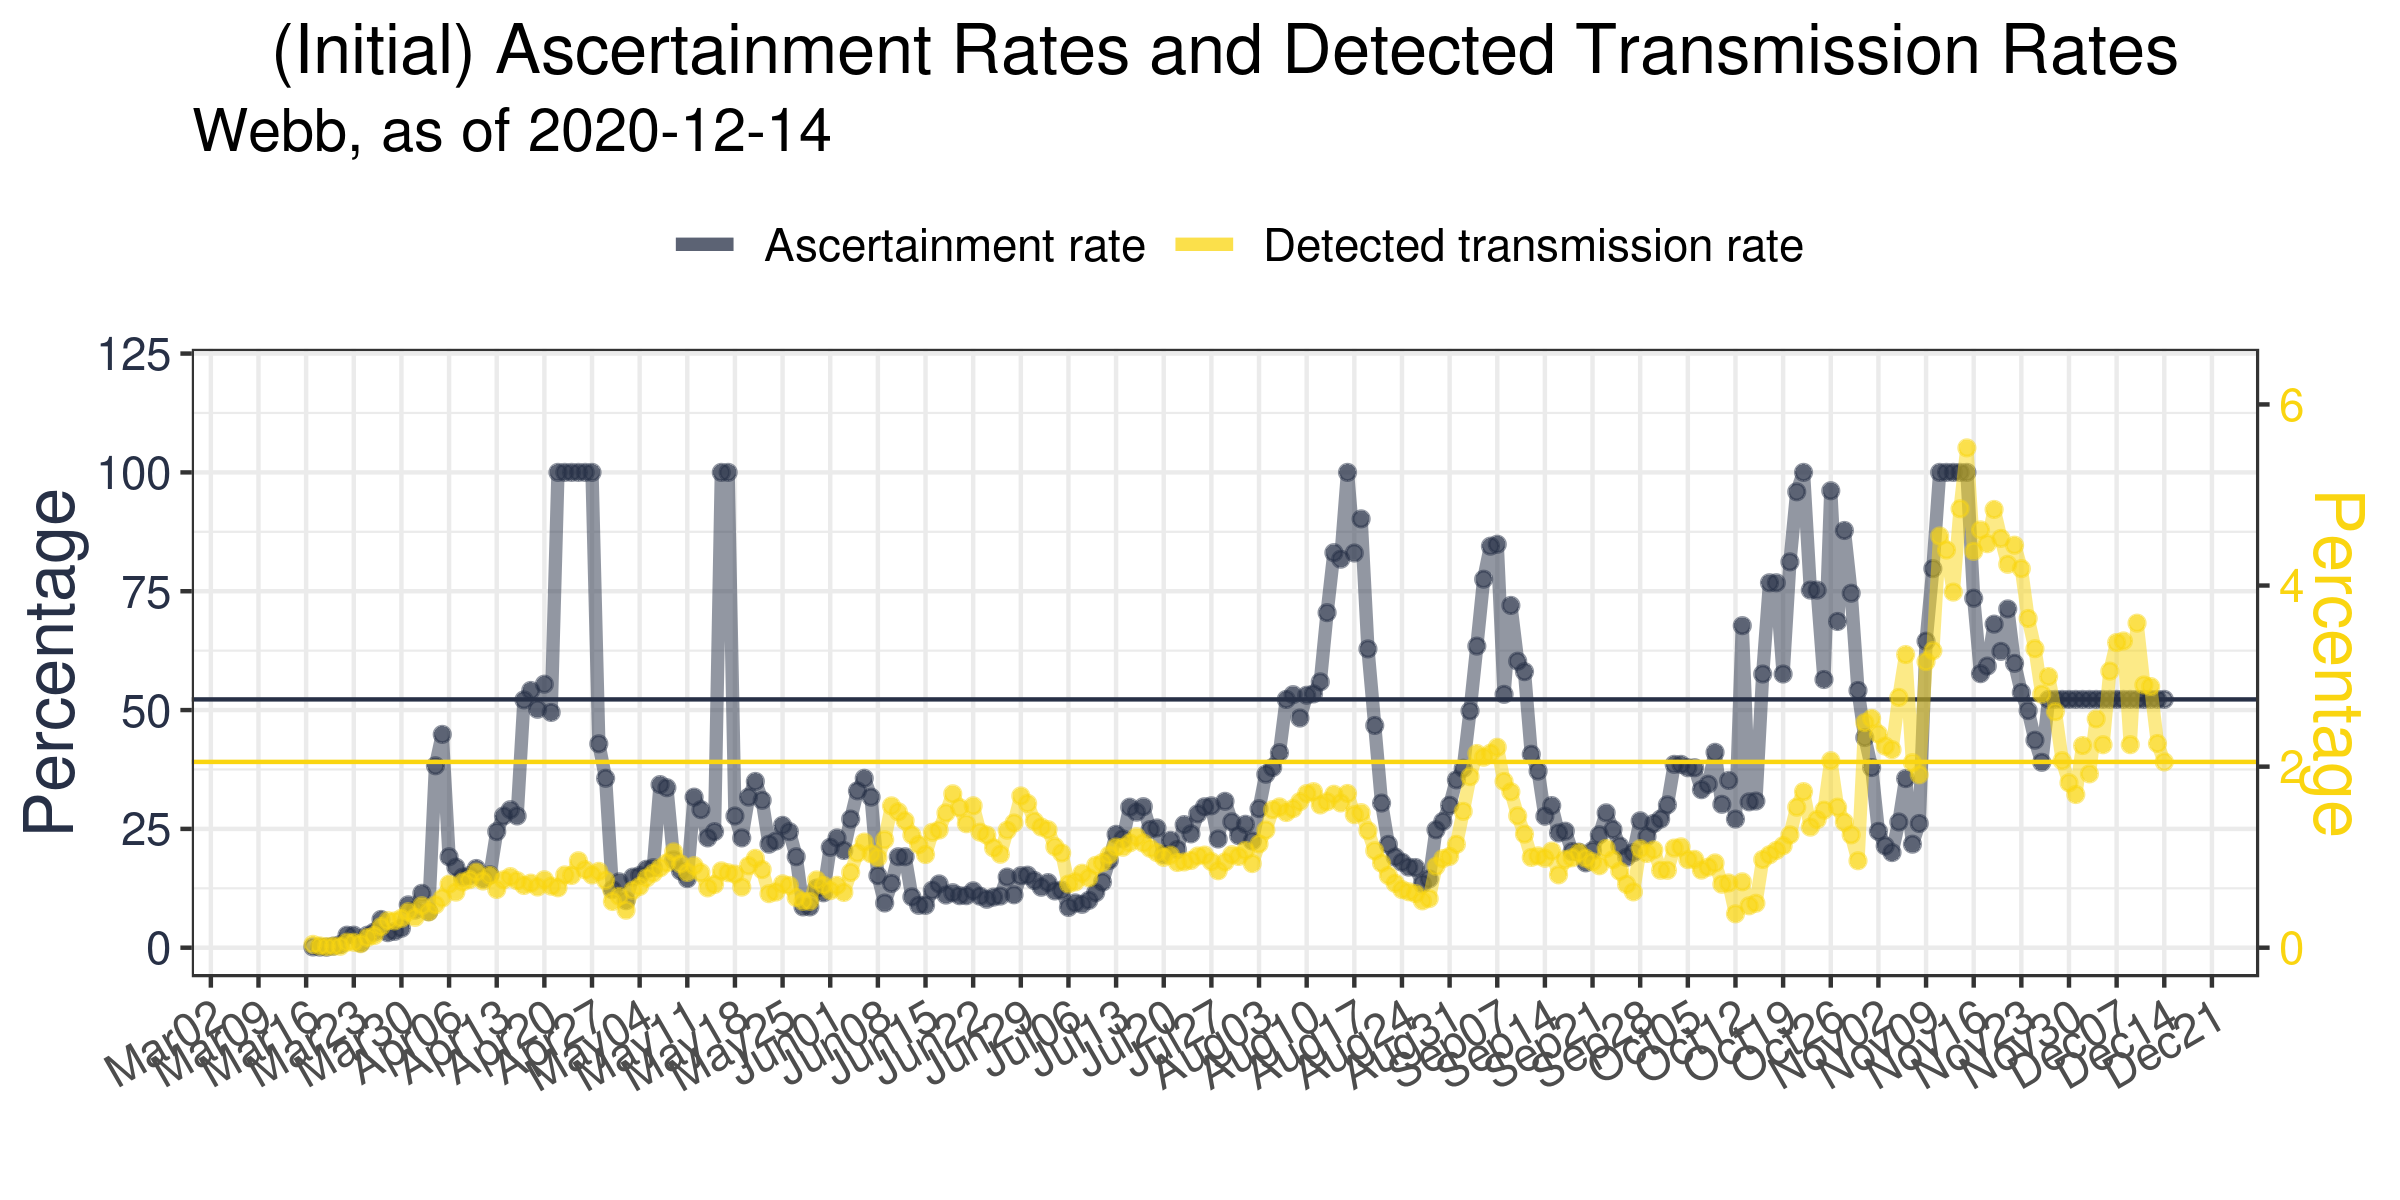 (Initial) Ascertainment Rates and Detected Transmission Rates
Webb, as of 2020-12-14
Ascertainment rate Detected transmission rate
125
100
75
50
25
0
Percentage
6
4
2
0
Percentage
Mar02 Mar09 Mar16 Mar23 Mar30 Apr06 Apr13 Apr20 Apr27 May04 May11 May18 May25 Jun01 Jun08 Jun15 Jun22 Jun29 Jul06 Jul13 Jul20 Jul27 Aug03 Aug10 Aug17 Aug24 Aug31 Sep07 Sep14 Sep21 Sep28 Oct05 Oct12 Oct19 Oct26 Nov02 Nov09 Nov16 Nov23 Nov30 Dec07 Dec14 Dec21